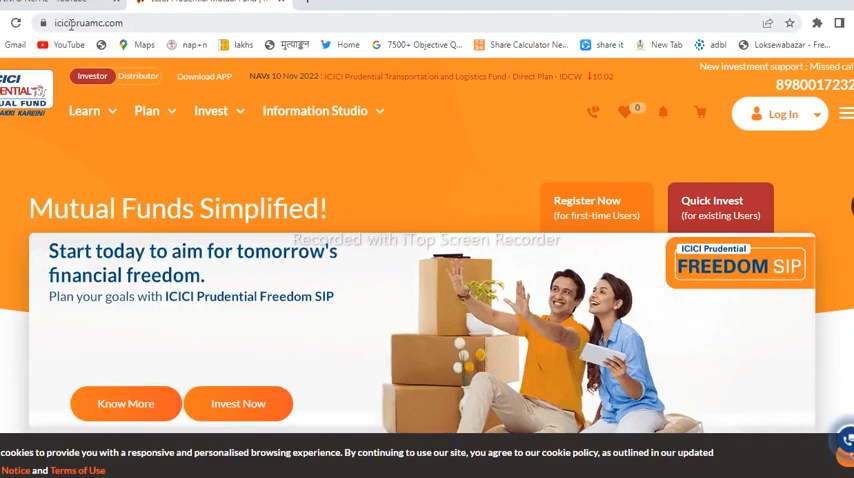 icicipruamc.com
Gmail YouTube Maps nap+n lakhs मुत्याळून Home 7500+ Objective Q... Share Calculator Ne... share it New Tab adbl Loksewabazar - Fre...
New investment support : Missed cal
8980017232
Investor Distributor Download APP NAVs 10 Nov 2022 : ICICI Prudential Transportation and Logistics Fund - Direct Plan - IDCW ↓10.02
ICICI
PRUDENTIAL
MUTUAL FUND
TARAKKI KAREIN!
Learn Plan Invest Information Studio 0 Log In
Mutual Funds Simplified!
Register Now
(for first-time Users)
Quick Invest
(for existing Users)
Recorded with iTop Screen Recorder
Start today to aim for tomorrow's
financial freedom.
Plan your goals with ICICI Prudential Freedom SIP
ICICI Prudential
FREEDOM SIP
Know More Invest Now
cookies to provide you with a responsive and personalised browsing experience. By continuing to use our site, you agree to our cookie policy, as outlined in our updated
Notice and Terms of Use